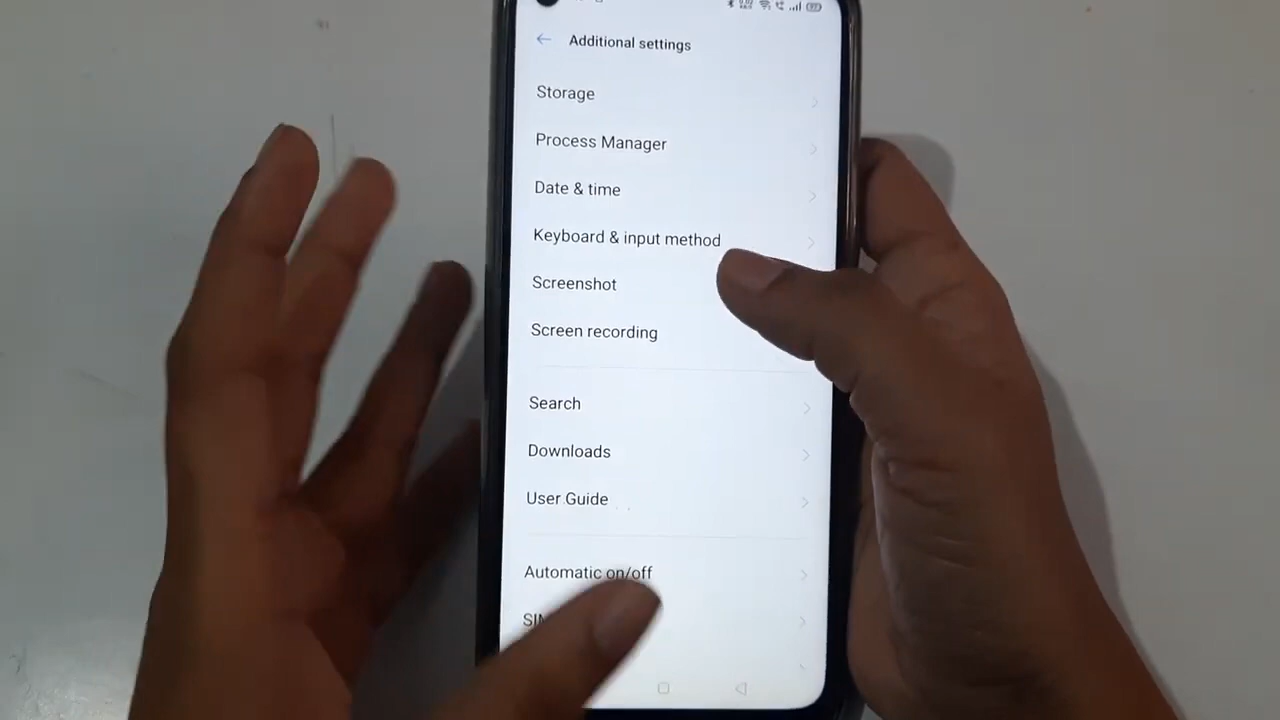 Additional settings
Storage
Process Manager
Date & time
Keyboard & input method
Screenshot
Screen recording
Search
Downloads
User Guide
Automatic on/off